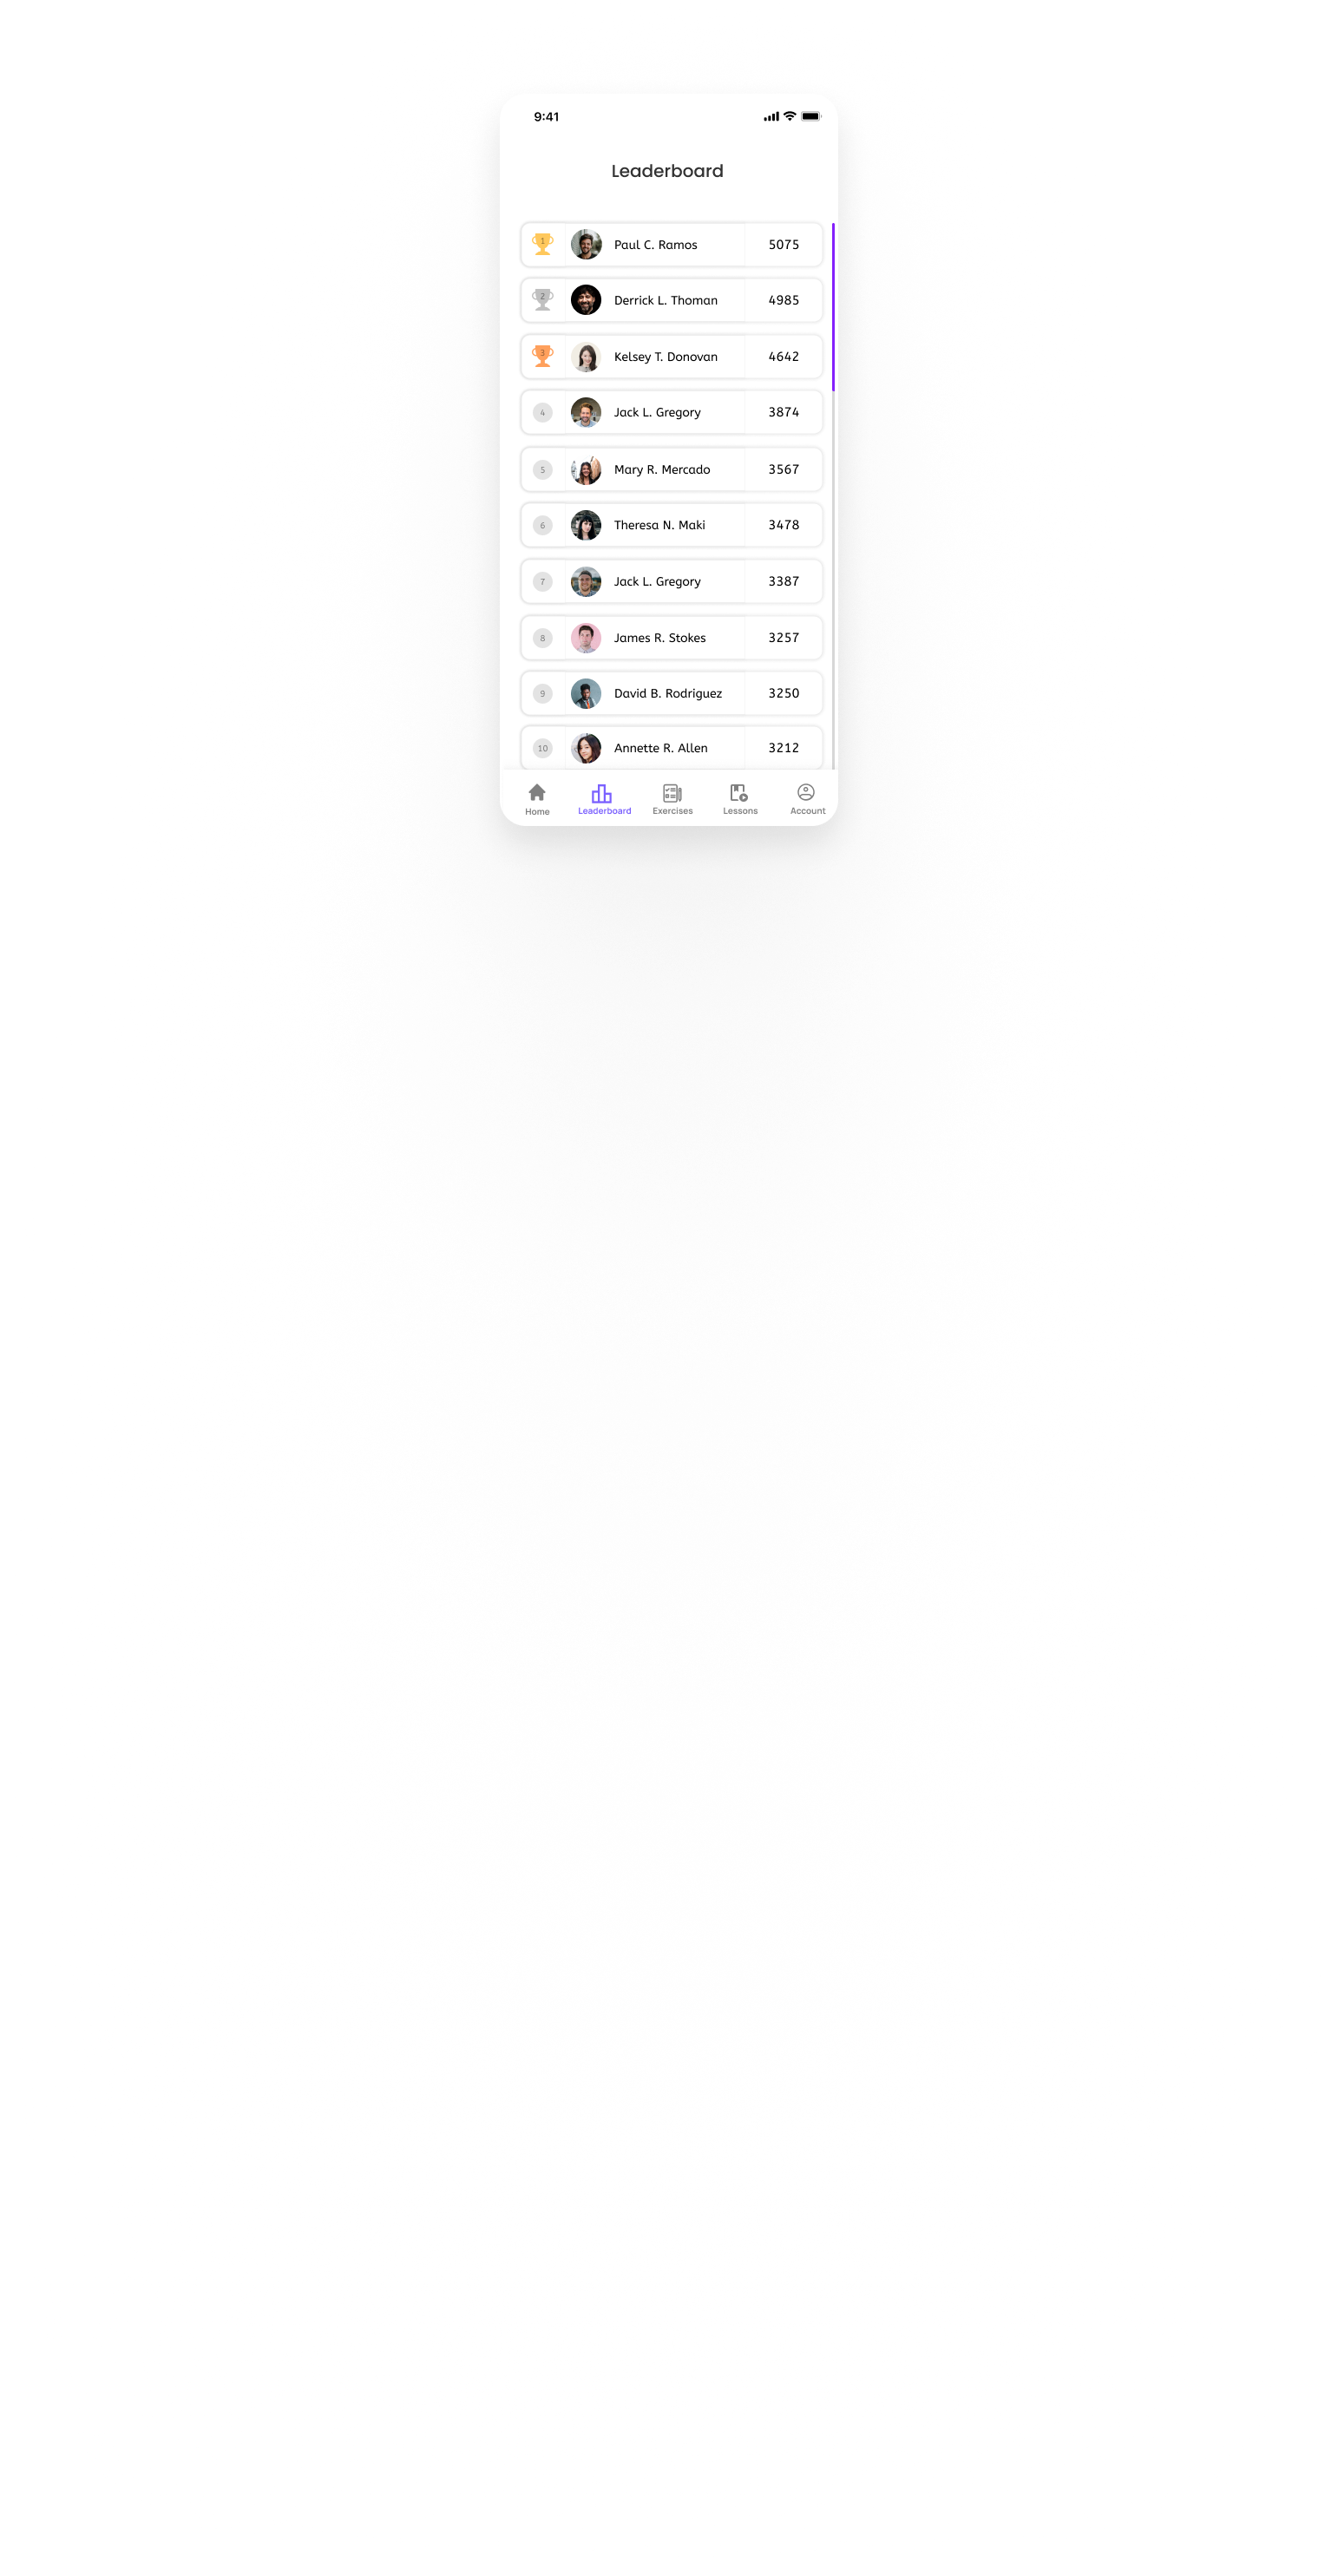 9:41
Leaderboard
1 Paul C. Ramos 5075
2 Derrick L. Thoman 4985
3 Kelsey T. Donovan 4642
4 Jack L. Gregory 3874
5 Mary R. Mercado 3567
6 Theresa N. Maki 3478
7 Jack L. Gregory 3387
8 James R. Stokes 3257
9 David B. Rodriguez 3250
10 Annette R. Allen 3212
Home Leaderboard Exercises Lessons Account